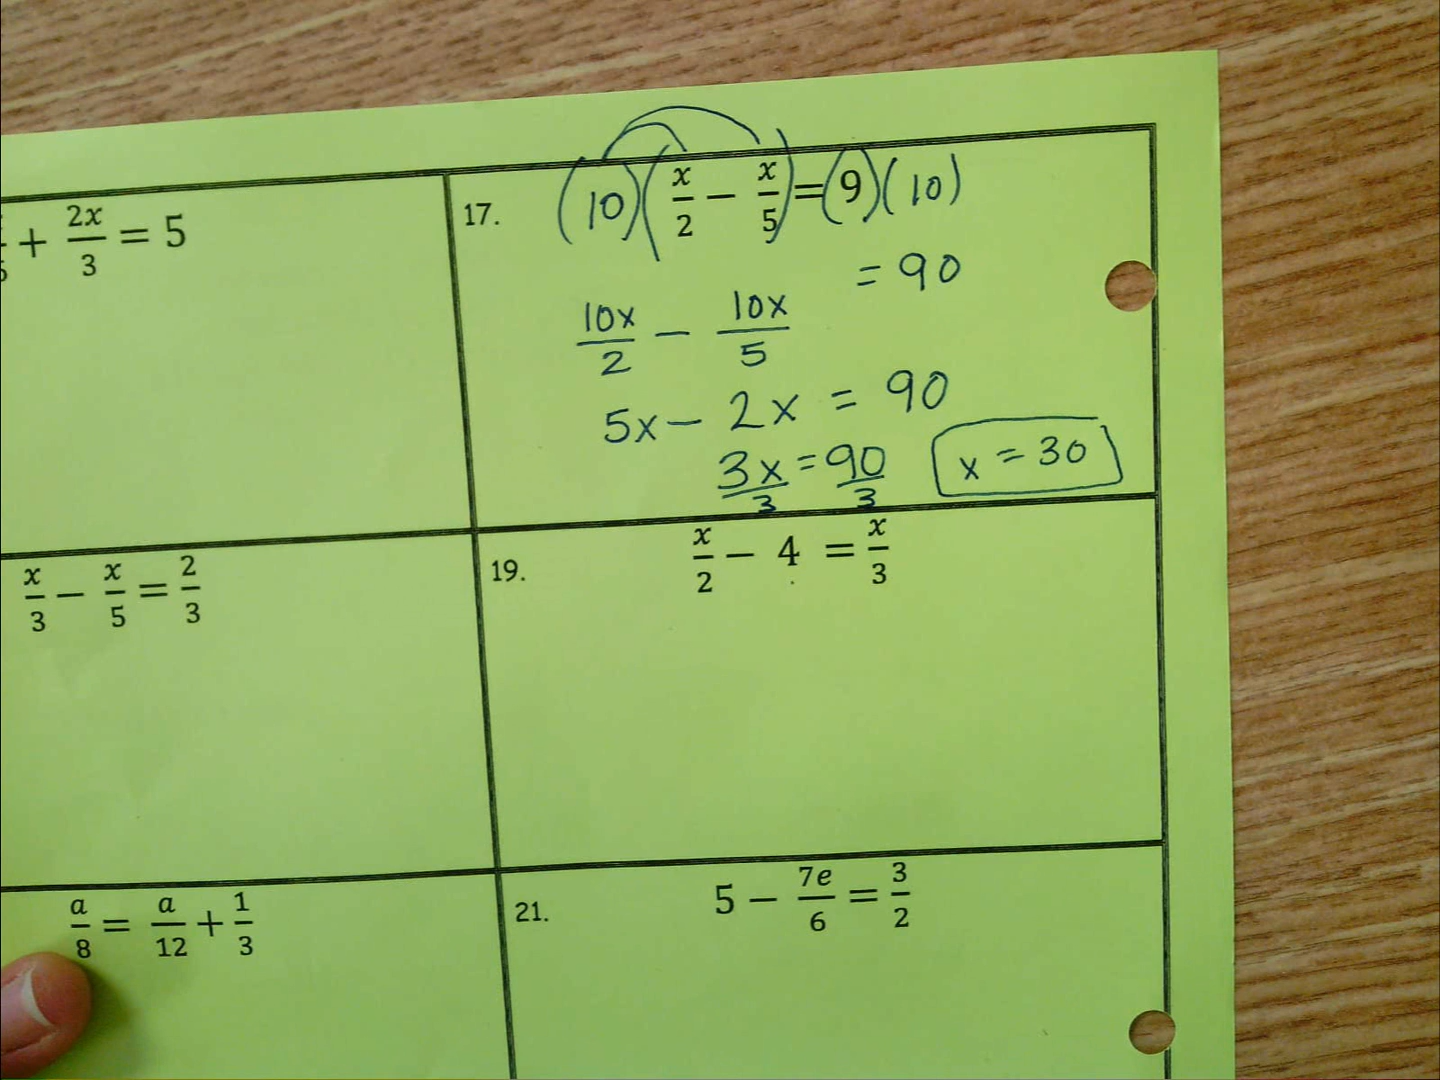 + 2x/3 = 5
17. (10)(x/2 − x/5) = (9)(10)
= 90
10x/2 − 10x/5
5x − 2x = 90
3x/3 = 90/3
x = 30
x/3 − x/5 = 2/3
19. x/2 − 4 = x/3
a/8 = a/12 + 1/3
21. 5 − 7e/6 = 3/2